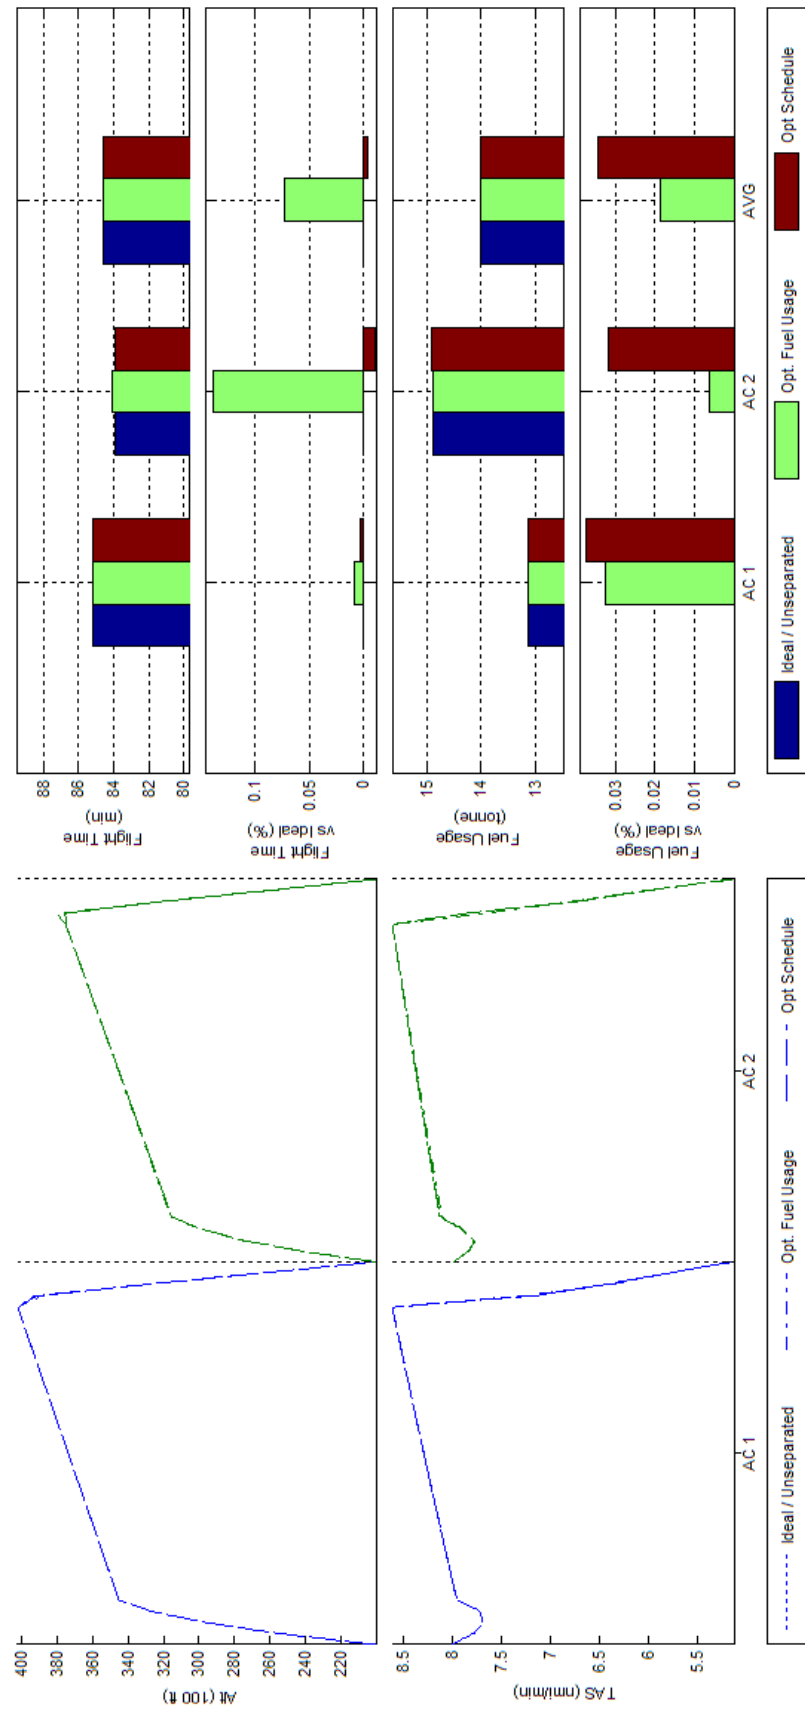 400
380
360
340
320
300
280
260
240
220
Alt (100 ft)
8.5
8
7.5
7
6.5
6
5.5
TAS (nmi/min)
AC 1
AC 2
Ideal / Unseparated
Opt. Fuel Usage
Opt Schedule
88
86
84
82
80
Flight Time
(min)
0.1
0.05
0
Flight Time
vs Ideal (%)
15
14
13
Fuel Usage
(tonne)
0.03
0.02
0.01
0
Fuel Usage
vs Ideal (%)
AC 1
AC 2
AVG
Ideal / Unseparated
Opt. Fuel Usage
Opt Schedule